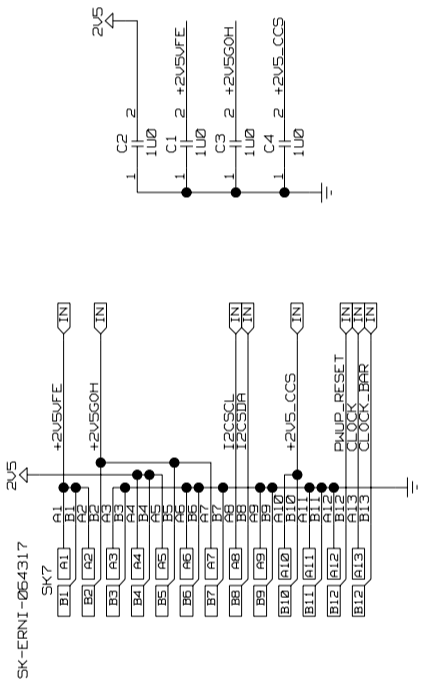 SK-ERNI-064317
SK7
2V5
B1 A1
B2 A2
B3 A3
B4 A4
B5 A5
B6 A6
B7 A7
B8 A8
B9 A9
B10 A10
B11 A11
B12 A12
B12 A13
A1
B1
A2
B2
A3
B3
A4
B4
A5
B5
A6
B6
A7
B7
A8
B8
A9
B9
A10
B10
A11
B11
A12
B12
A13
B13
+2V5VFE IN
+2V5GOH IN
I2CSCL IN
I2CSDA IN
+2V5_CCS IN
PWUP_RESET IN
CLOCK IN
CLOCK_BAR IN
2V5
1 C2 2
1U0
1 C1 2 +2V5VFE
1U0
1 C3 2 +2V5GOH
1U0
1 C4 2 +2V5_CCS
1U0